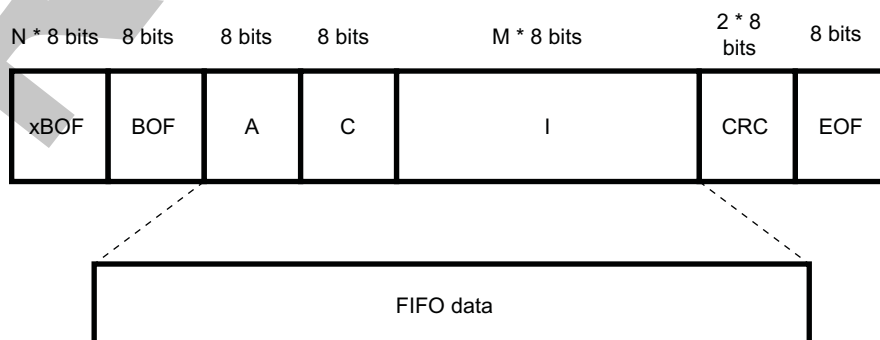 N * 8 bits 8 bits 8 bits 8 bits M * 8 bits 2 * 8 bits 8 bits
xBOF BOF A C I CRC EOF
FIFO data